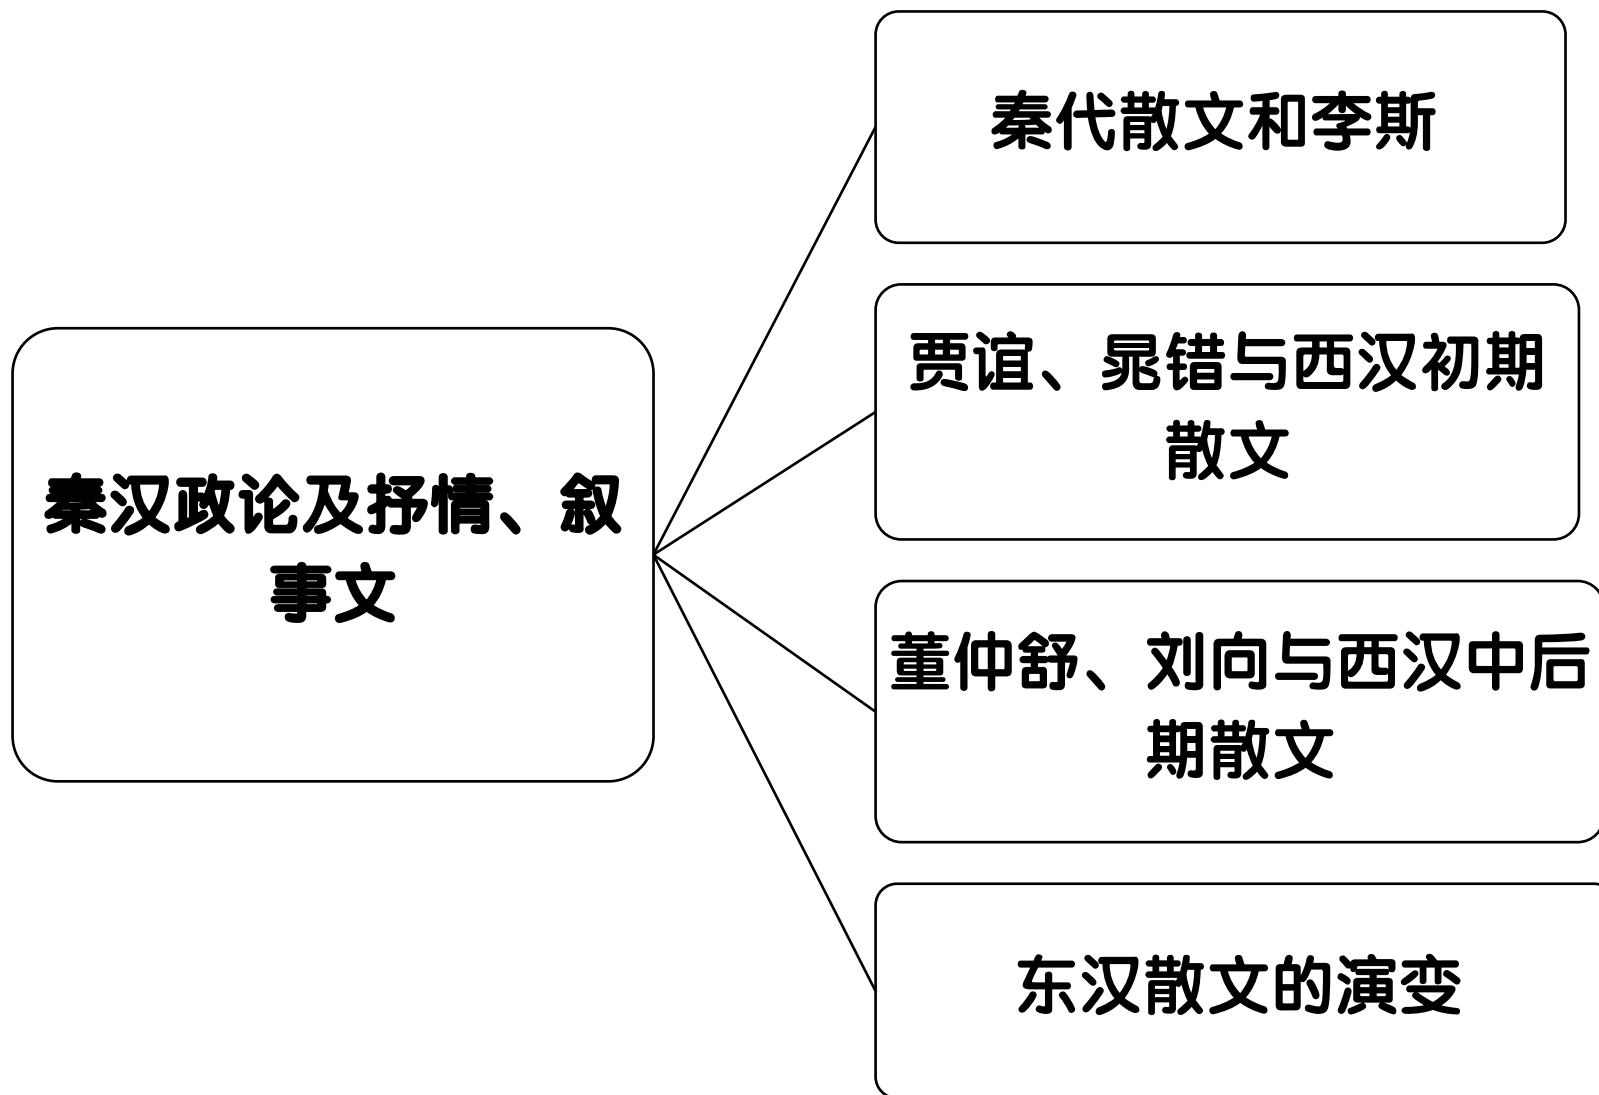 秦汉政论及抒情、叙
事文
秦代散文和李斯
贾谊、晁错与西汉初期
散文
董仲舒、刘向与西汉中后
期散文
东汉散文的演变